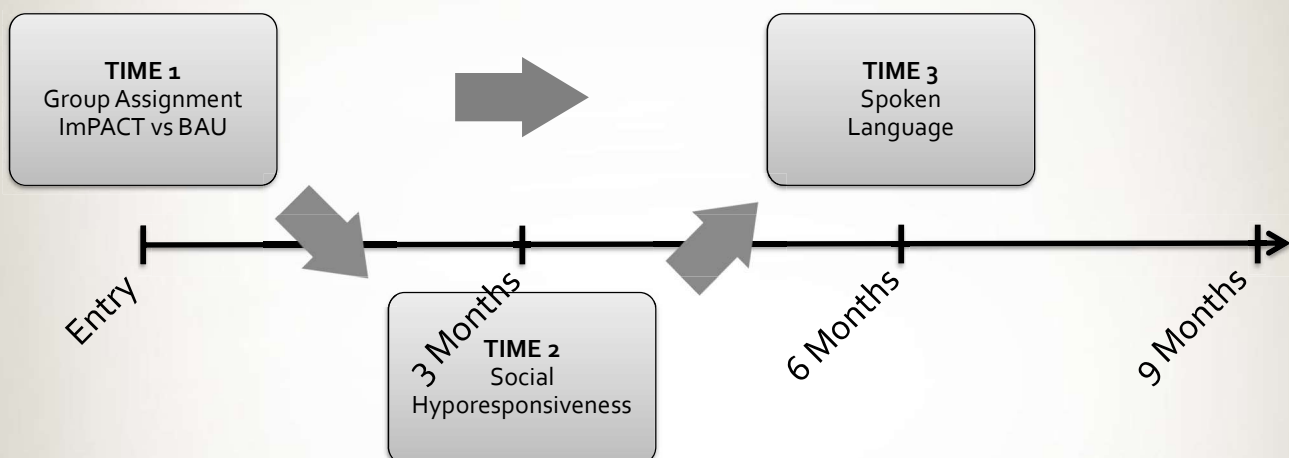 TIME 1
Group Assignment
ImPACT vs BAU
TIME 3
Spoken
Language
Entry
3 Months
6 Months
9 Months
TIME 2
Social
Hyporesponsiveness